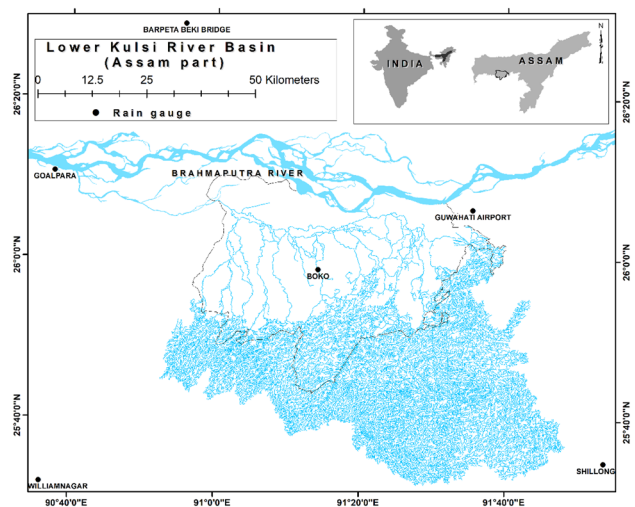 BARPETA BEKI BRIDGE
Lower Kulsi River Basin
(Assam part)
0 12.5 25 50 Kilometers
Rain gauge
INDIA
ASSAM
N
26°20'0"N
26°20'0"N
GOALPARA
BRAHMAPUTRA RIVER
GUWAHATI AIRPORT
26°0'0"N
26°0'0"N
BOKO
25°40'0"N
25°40'0"N
SHILLONG
WILLIAMNAGAR
90°40'0"E 91°0'0"E 91°20'0"E 91°40'0"E